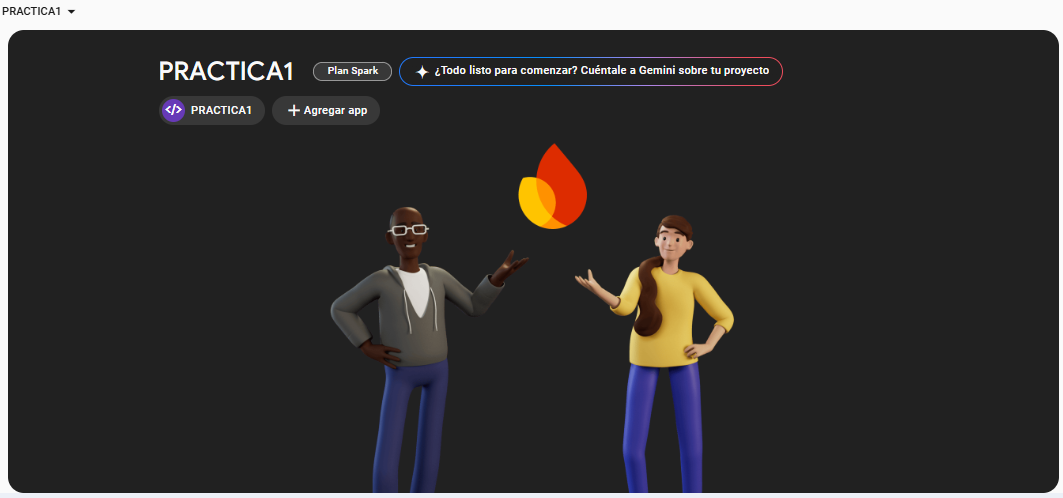 PRACTICA1
PRACTICA1 Plan Spark ¿Todo listo para comenzar? Cuéntale a Gemini sobre tu proyecto
</> PRACTICA1 + Agregar app